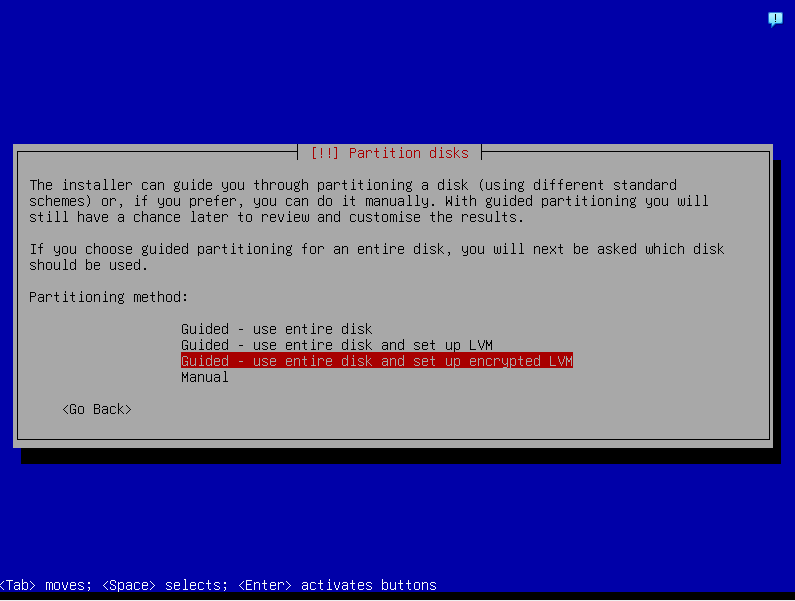 [!!] Partition disks
The installer can guide you through partitioning a disk (using different standard
schemes) or, if you prefer, you can do it manually. With guided partitioning you will
still have a chance later to review and customise the results.
If you choose guided partitioning for an entire disk, you will next be asked which disk
should be used.
Partitioning method:
Guided - use entire disk
Guided - use entire disk and set up LVM
Guided - use entire disk and set up encrypted LVM
Manual
<Go Back>
<Tab> moves; <Space> selects; <Enter> activates buttons